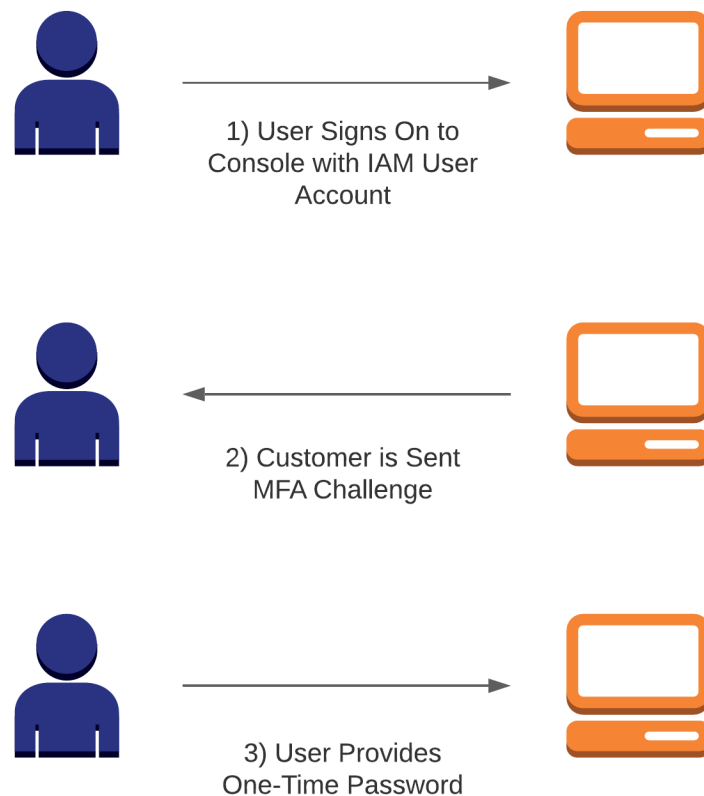 1) User Signs On to
Console with IAM User
Account
2) Customer is Sent
MFA Challenge
3) User Provides
One-Time Password